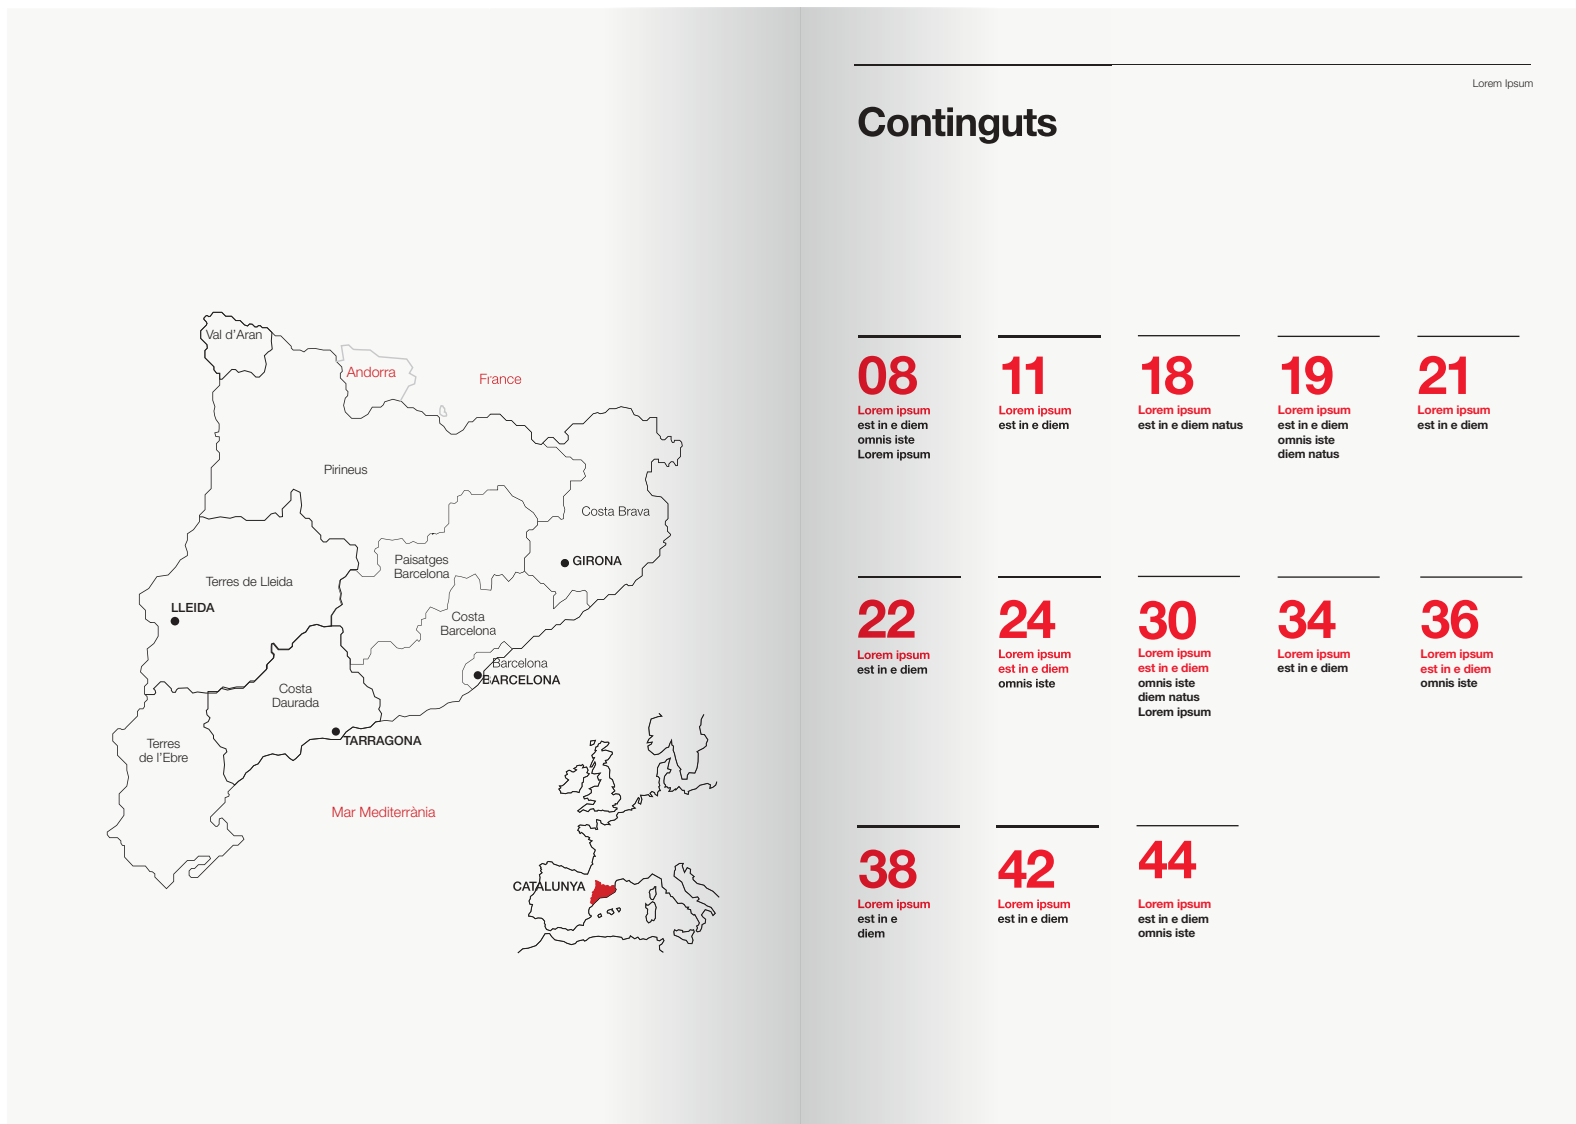 Val d'Aran
Andorra
France
Pirineus
Costa Brava
Paisatges
Barcelona
GIRONA
Terres de Lleida
LLEIDA
Costa
Barcelona
Barcelona
BARCELONA
Costa
Daurada
TARRAGONA
Terres
de l'Ebre
Mar Mediterrània
CATALUNYA
Lorem Ipsum
Continguts
08
Lorem ipsum
est in e diem
omnis iste
Lorem ipsum
11
Lorem ipsum
est in e diem
18
Lorem ipsum
est in e diem natus
19
Lorem ipsum
est in e diem
omnis iste
diem natus
21
Lorem ipsum
est in e diem
22
Lorem ipsum
est in e diem
24
Lorem ipsum
est in e diem
omnis iste
30
Lorem ipsum
est in e diem
omnis iste
diem natus
Lorem ipsum
34
Lorem ipsum
est in e diem
36
Lorem ipsum
est in e diem
omnis iste
38
Lorem ipsum
est in e
diem
42
Lorem ipsum
est in e diem
44
Lorem ipsum
est in e diem
omnis iste